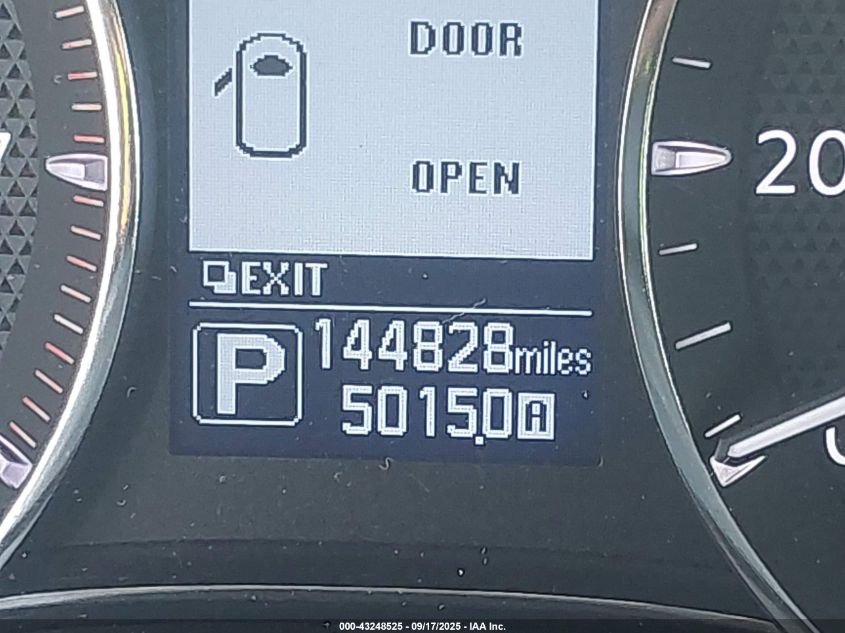 DOOR
OPEN
EXIT
20
P
144828miles
5015.0A
000-43248525 - 09/17/2025 - IAA Inc.